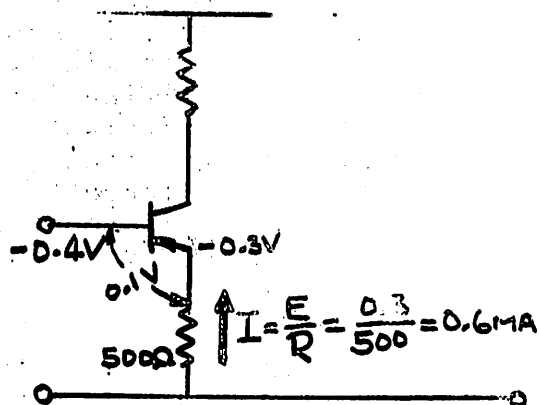 -0.4V
-0.3V
0.1V
500Ω
I = E/R = 0.3/500 = 0.6MA